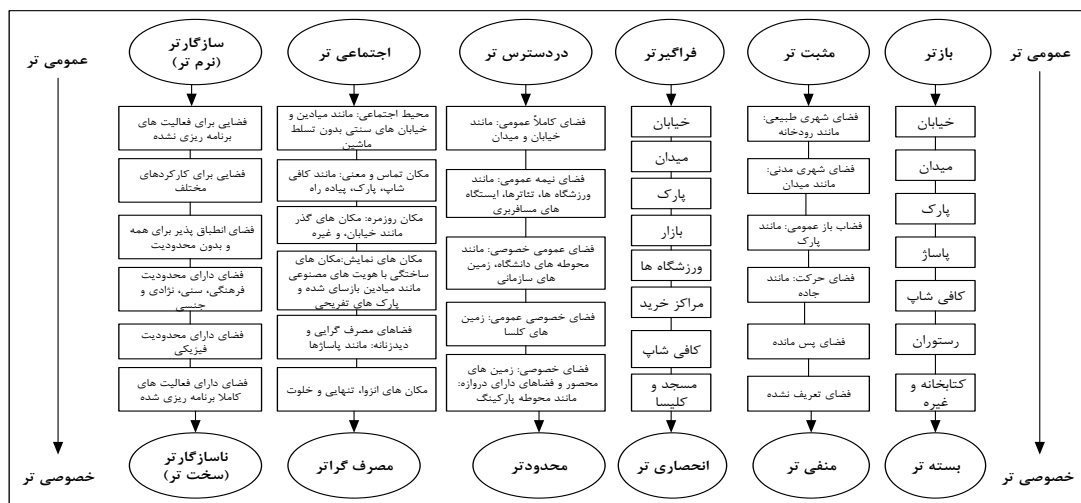 عمومی تر
بازتر
خیابان
میدان
پارک
پاساژ
کافی شاپ
رستوران
کتابخانه و
غیره
بسته تر
مثبت تر
فضای شهری طبیعی:
مانند رودخانه
فضای شهری مدنی:
مانند میدان
فضاب باز عمومی: مانند
پارک
فضای حرکت: مانند
جاده
فضای پس مانده
فضای تعریف نشده
منفی تر
فراگیرتر
خیابان
میدان
پارک
بازار
ورزشگاه ها
مراکز خرید
کافی شاپ
مسجد و
کلیسا
انحصاری تر
دردسترس تر
فضای کاملاً عمومی: مانند
خیابان و میدان
فضای نیمه عمومی: مانند
ورزشگاه ها، تئاترها، ایستگاه
های مسافربری
فضای عمومی خصوصی: مانند
محوطه های دانشگاه، زمین
های سازمانی
فضای خصوصی عمومی: زمین
های کلسا
فضای خصوصی: زمین های
محصور و فضاهای دارای دروازه:
مانند محوطه پارکینگ
محدودتر
اجتماعی تر
محیط اجتماعی: مانند میادین و
خیابان های سنتی بدون تسلط
ماشین
مکان تماس و معنی: مانند کافی
شاپ، پارک، پیاده راه
مکان روزمره: مکان های گذر
مانند خیابان، و غیره
مکان های نمایش:مکان های
ساختگی با هویت های مصنوعی
مانند میادین بازسای شده و
پارک های تفریحی
فضاهای مصرف گرایی و
دیدزنانه: مانند پاساژها
مکان های انزوا، تنهایی و خلوت
مصرف گراتر
سازگارتر
(نرم تر)
فضایی برای فعالیت های
برنامه ریزی نشده
فضایی برای کارکردهای
مختلف
فضای انطباق پذیر برای همه
و بدون محدودیت
فضای دارای محدودیت
فرهنگی، سنی، نژادی و
جنسی
فضای دارای محدودیت
فیزیکی
فضای دارای فعالیت های
کاملا برنامه ریزی شده
ناسازگارتر
(سخت تر)
عمومی تر
خصوصی تر
خصوصی تر